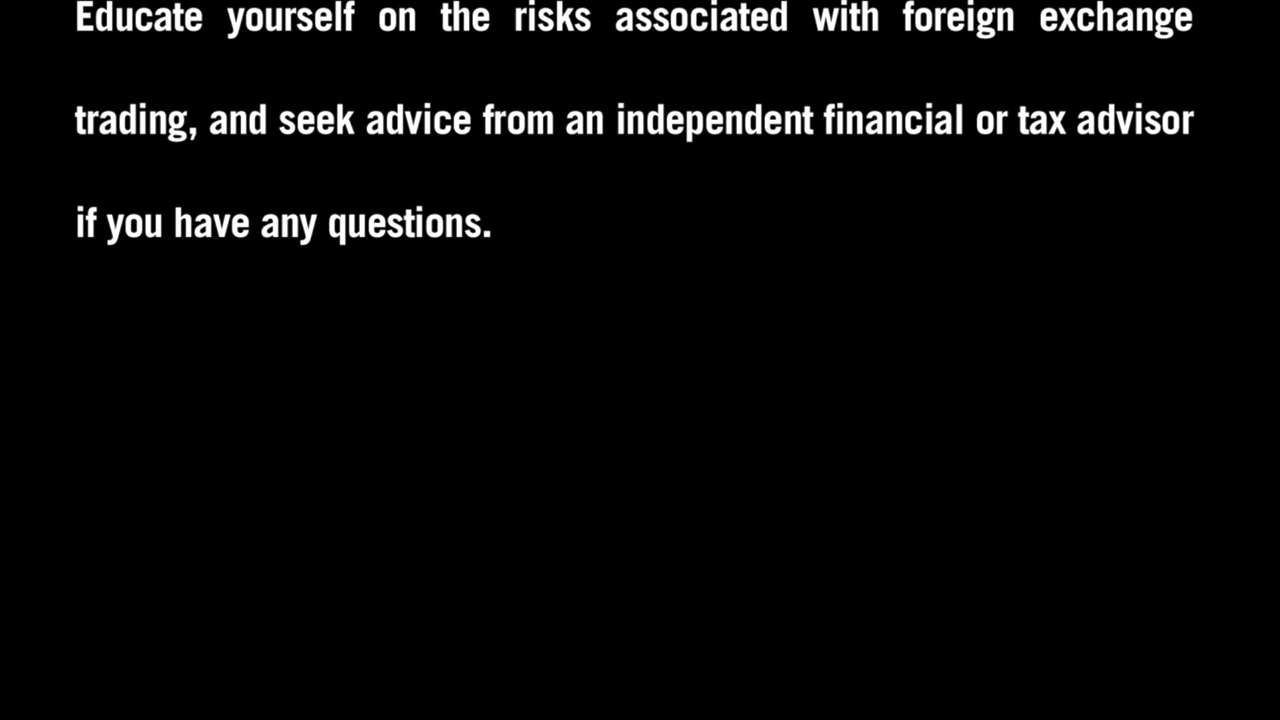 Educate yourself on the risks associated with foreign exchange
trading, and seek advice from an independent financial or tax advisor
if you have any questions.